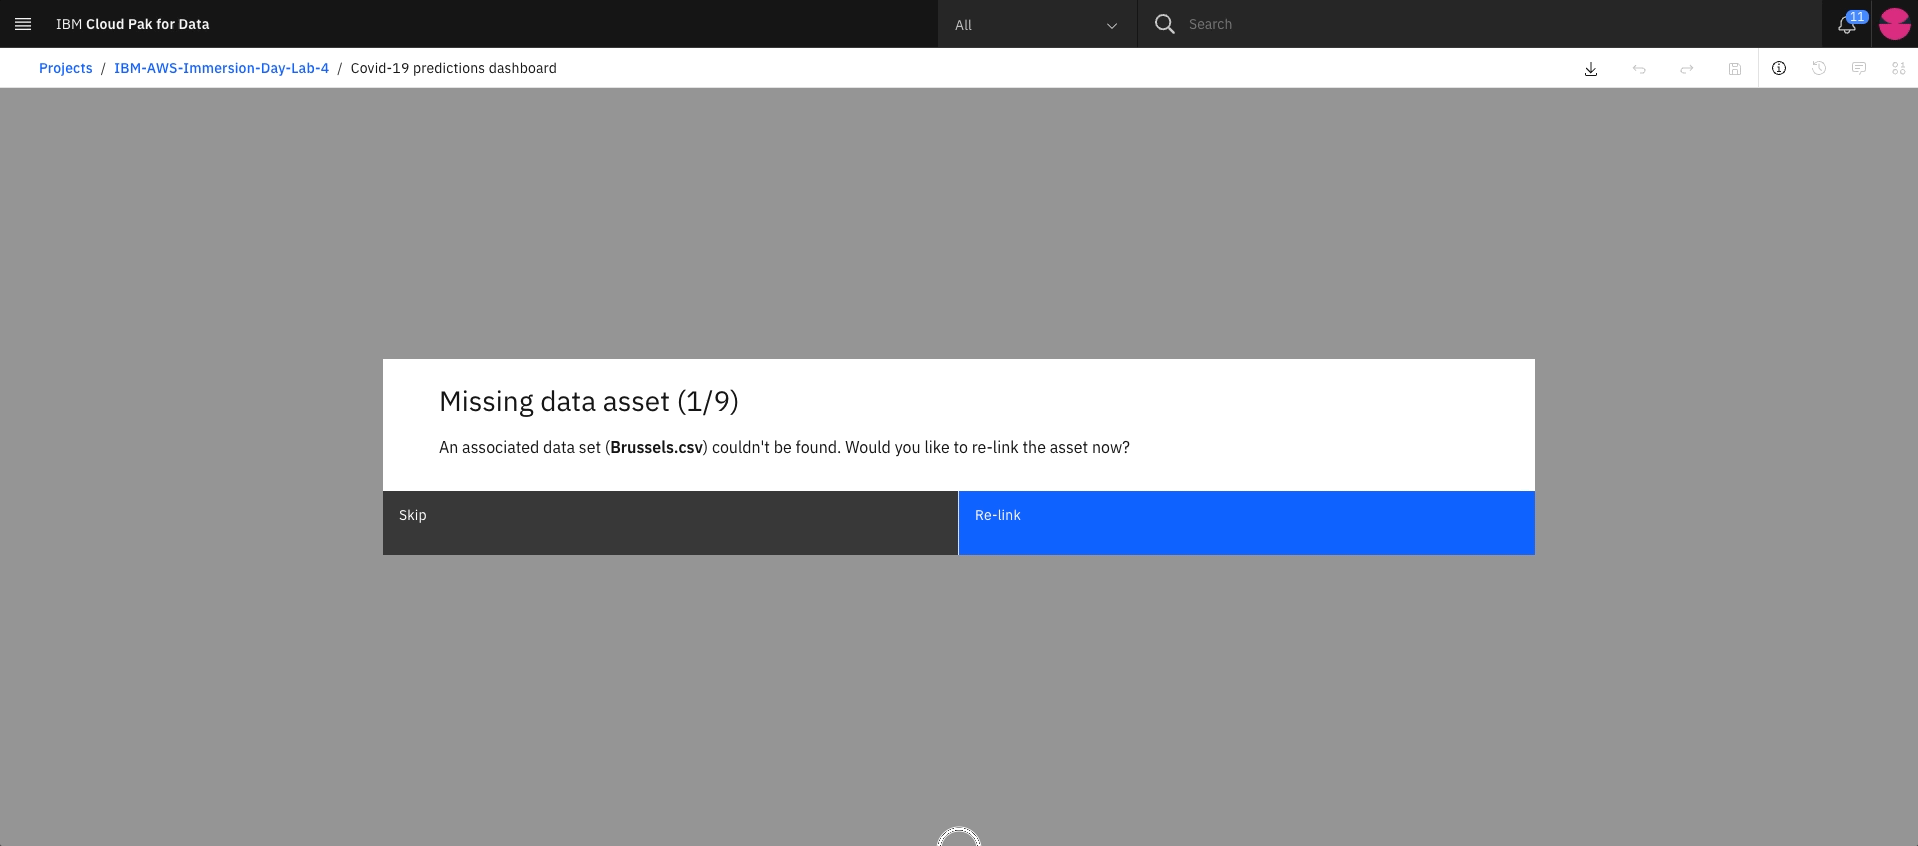 IBM Cloud Pak for Data
All
Search
11
Projects / IBM-AWS-Immersion-Day-Lab-4 / Covid-19 predictions dashboard
Missing data asset (1/9)
An associated data set (Brussels.csv) couldn't be found. Would you like to re-link the asset now?
Skip
Re-link